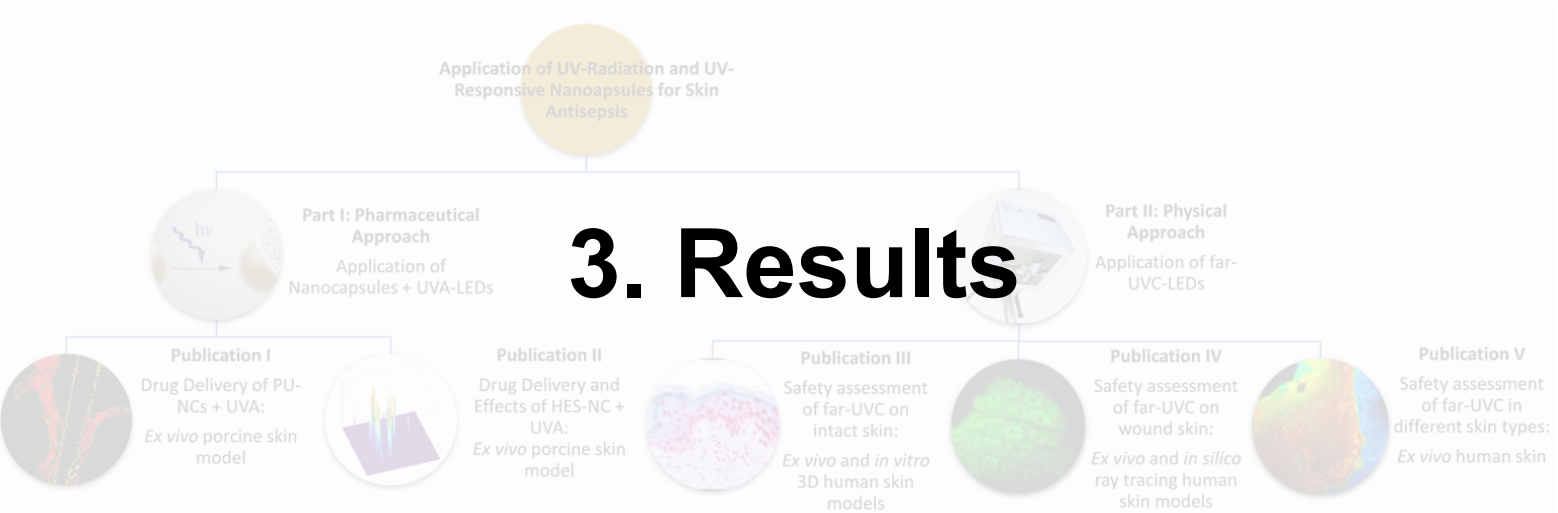 Application of UV-Radiation and UV-
Responsive Nanoapsules for Skin
Antisepsis
hν
Part I: Pharmaceutical
Approach
Application of
Nanocapsules + UVA-LEDs
3. Results
Part II: Physical
Approach
Application of far-
UVC-LEDs
Publication I
Drug Delivery of PU-
NCs + UVA:
Ex vivo porcine skin
model
Publication II
Drug Delivery and
Effects of HES-NC +
UVA:
Ex vivo porcine skin
model
Publication III
Safety assessment
of far-UVC on
intact skin:
Ex vivo and in vitro
3D human skin
models
Publication IV
Safety assessment
of far-UVC on
wound skin:
Ex vivo and in silico
ray tracing human
skin models
Publication V
Safety assessment
of far-UVC in
different skin types:
Ex vivo human skin